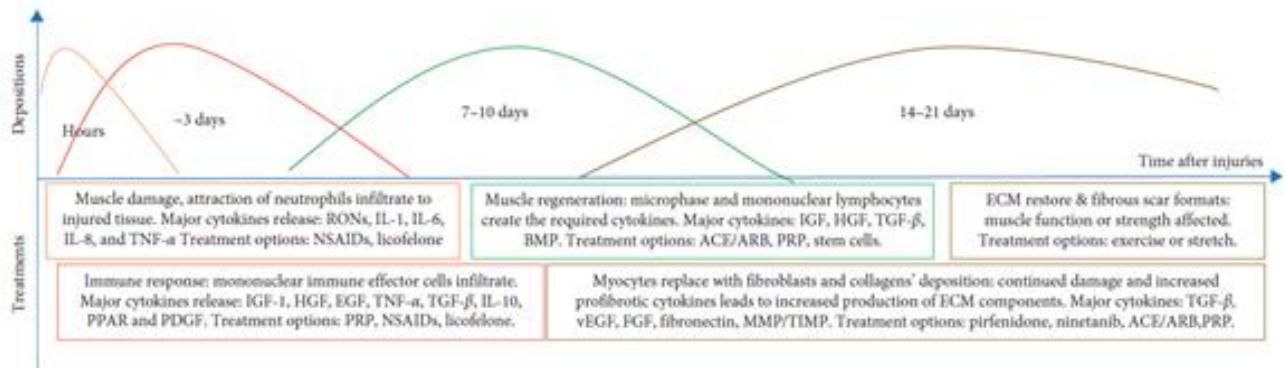 Depositions
Hours
~3 days
7–10 days
14–21 days
Time after injuries
Treatments
Muscle damage, attraction of neutrophils infiltrate to
injured tissue. Major cytokines release: RONs, IL-1, IL-6,
IL-8, and TNF-α Treatment options: NSAIDs, licofelone
Muscle regeneration: microphase and mononuclear lymphocytes
create the required cytokines. Major cytokines: IGF, HGF, TGF-β,
BMP. Treatment options: ACE/ARB, PRP, stem cells.
ECM restore & fibrous scar formats:
muscle function or strength affected.
Treatment options: exercise or stretch.
Immune response: mononuclear immune effector cells infiltrate.
Major cytokines release: IGF-1, HGF, EGF, TNF-α, TGF-β, IL-10,
PPAR and PDGF. Treatment options: PRP, NSAIDs, licofelone.
Myocytes replace with fibroblasts and collagens' deposition: continued damage and increased
profibrotic cytokines leads to increased production of ECM components. Major cytokines: TGF-β,
vEGF, FGF, fibronectin, MMP/TIMP. Treatment options: pirfenidone, ninetanib, ACE/ARB,PRP.